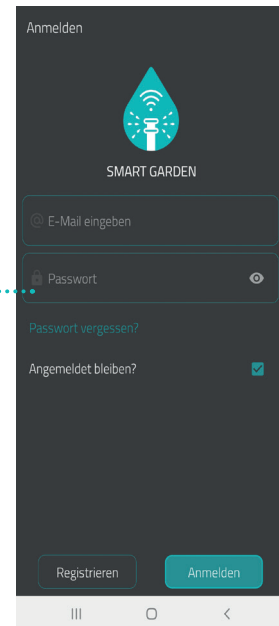 Anmelden
SMART GARDEN
E-Mail eingeben
Passwort
Passwort vergessen?
Angemeldet bleiben?
Registrieren
Anmelden